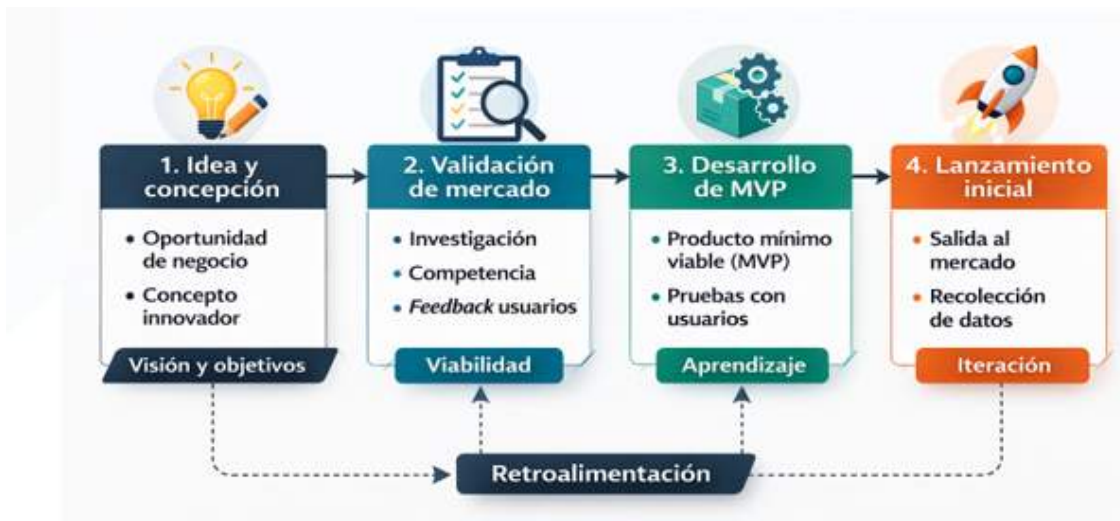 1. Idea y
concepción
• Oportunidad
de negocio
• Concepto
innovador
Visión y objetivos
2. Validación
de mercado
• Investigación
• Competencia
• Feedback usuarios
Viabilidad
3. Desarrollo
de MVP
• Producto mínimo
viable (MVP)
• Pruebas con
usuarios
Aprendizaje
4. Lanzamiento
inicial
• Salida al
mercado
• Recolección
de datos
Iteración
Retroalimentación